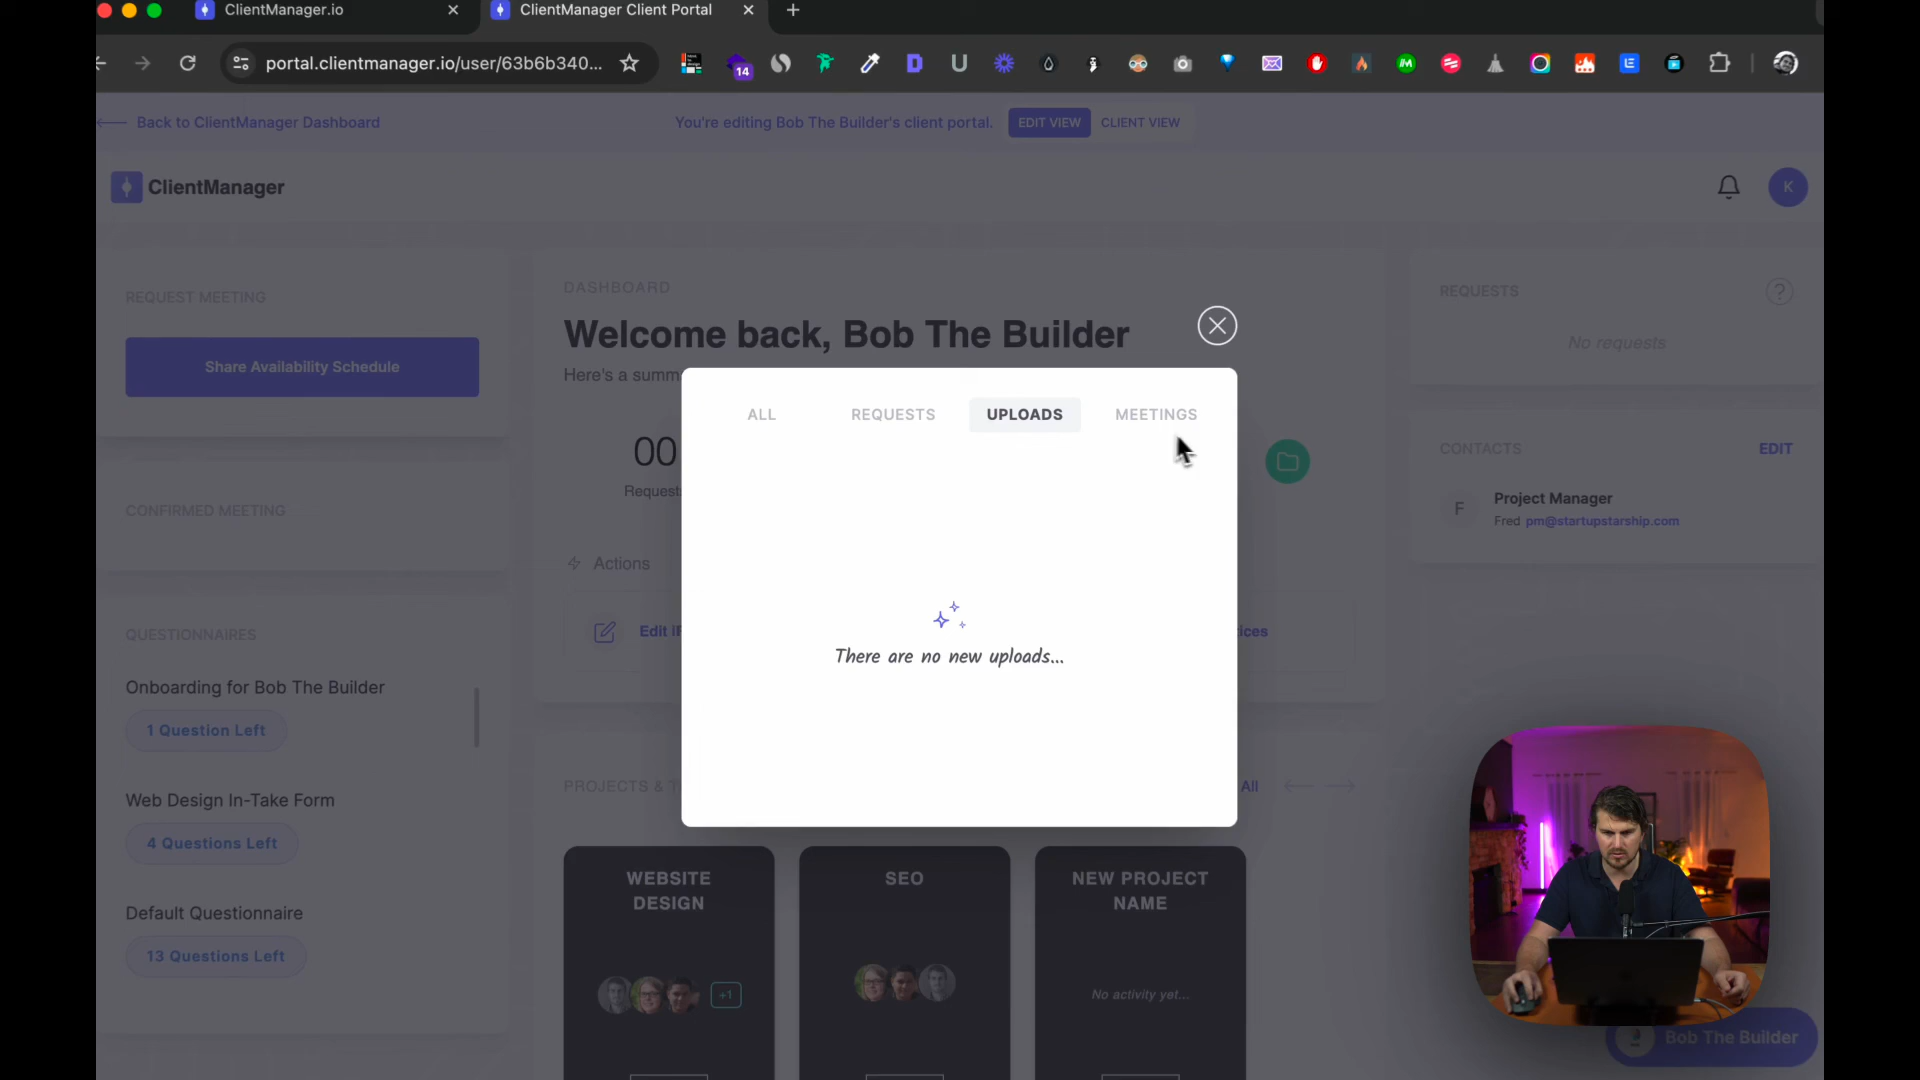 ClientManager.io
ClientManager Client Portal
portal.clientmanager.io/user/63b6b340...
14
Back to ClientManager Dashboard
You're editing Bob The Builder's client portal.
EDIT VIEW
CLIENT VIEW
ClientManager
K
REQUEST MEETING
Share Availability Schedule
CONFIRMED MEETING
QUESTIONNAIRES
Onboarding for Bob The Builder
1 Question Left
Web Design In-Take Form
4 Questions Left
Default Questionnaire
13 Questions Left
DASHBOARD
Welcome back, Bob The Builder
Here's a
00
Actions
Edit
ALL
REQUESTS
UPLOADS
MEETINGS
There are no new uploads...
PROJECTS &
All
WEBSITE
DESIGN
+1
SEO
NEW PROJECT
NAME
No activity yet...
REQUESTS
?
No requests
CONTACTS
EDIT
F
Project Manager
Fred pm@startupstarship.com
Bob The Builder